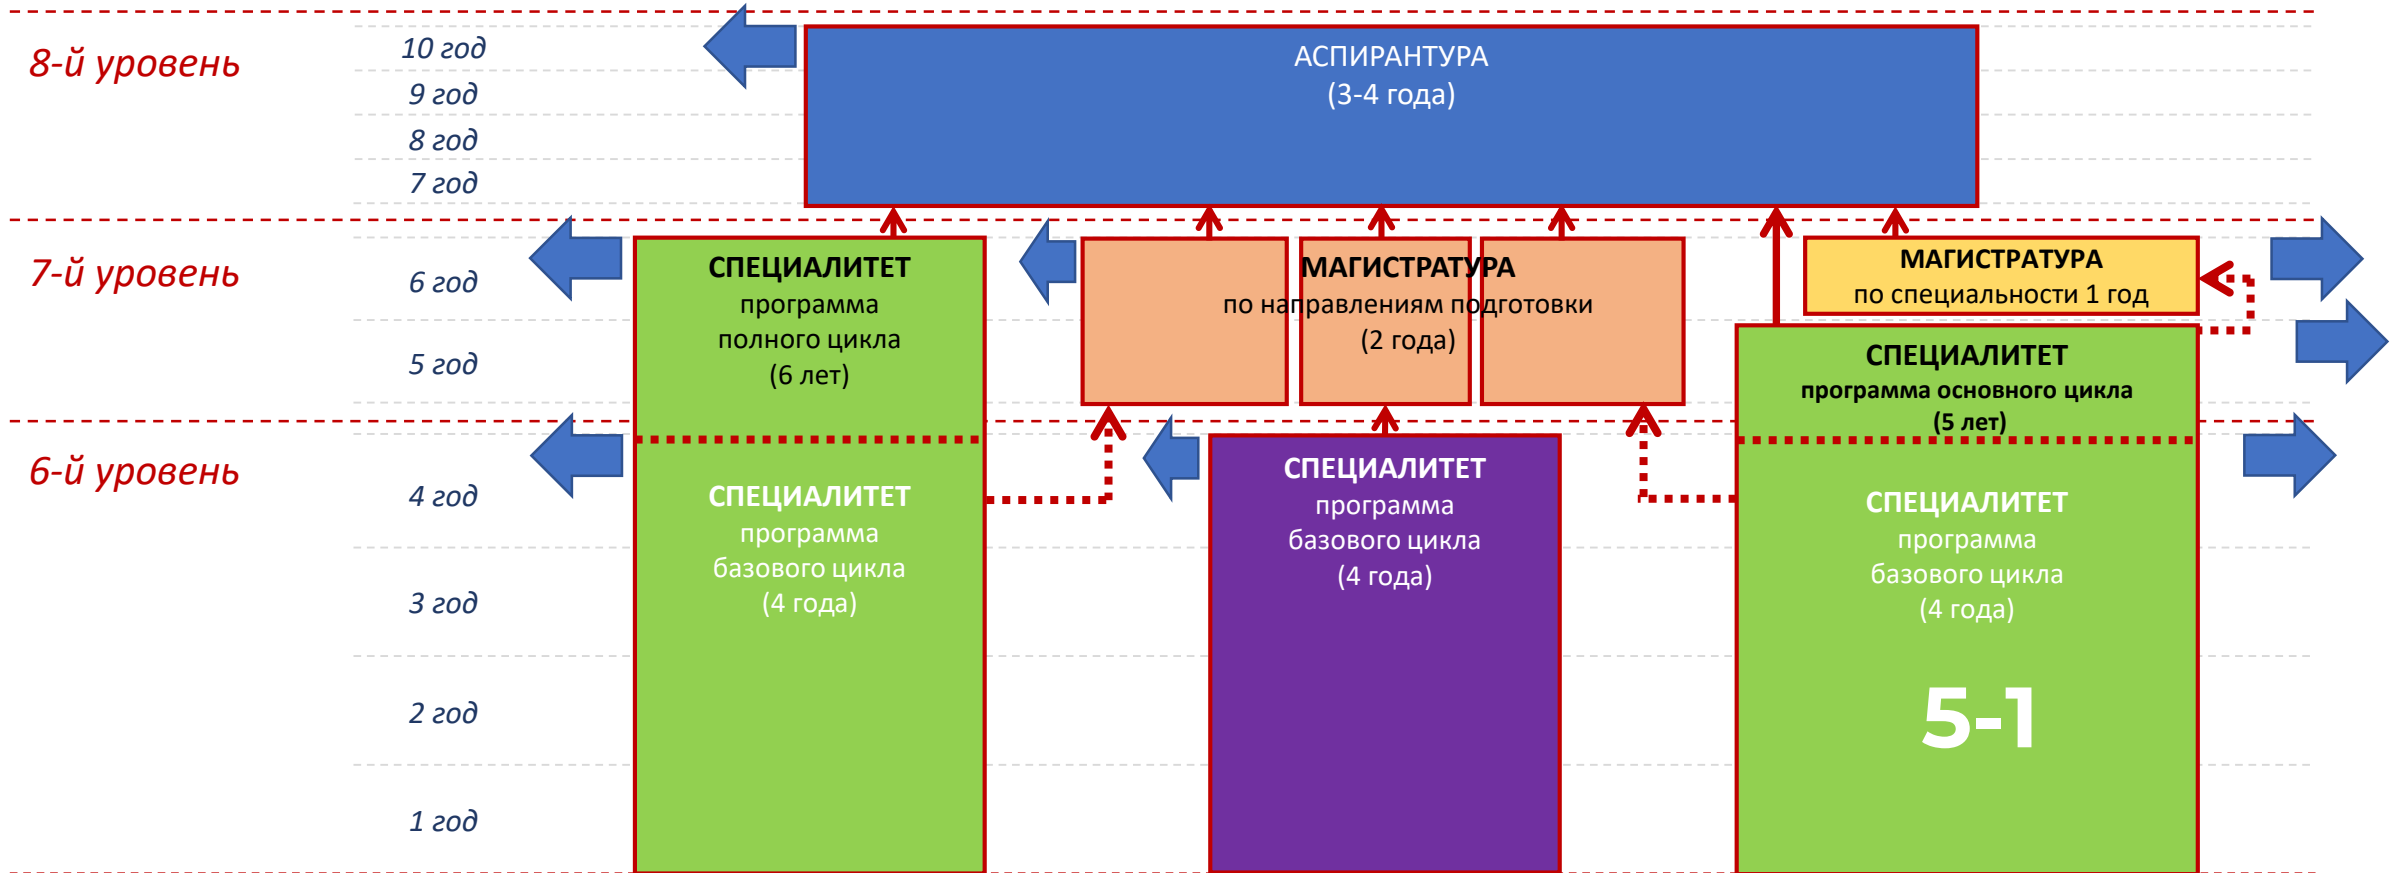 8-й уровень
10 год
9 год
8 год
7 год
АСПИРАНТУРА
(3-4 года)
7-й уровень
6 год
5 год
СПЕЦИАЛИТЕТ
программа
полного цикла
(6 лет)
МАГИСТРАТУРА
по направлениям подготовки
(2 года)
МАГИСТРАТУРА
по специальности 1 год
СПЕЦИАЛИТЕТ
программа основного цикла
(5 лет)
6-й уровень
4 год
3 год
2 год
1 год
СПЕЦИАЛИТЕТ
программа
базового цикла
(4 года)
СПЕЦИАЛИТЕТ
программа
базового цикла
(4 года)
СПЕЦИАЛИТЕТ
программа
базового цикла
(4 года)
5-1